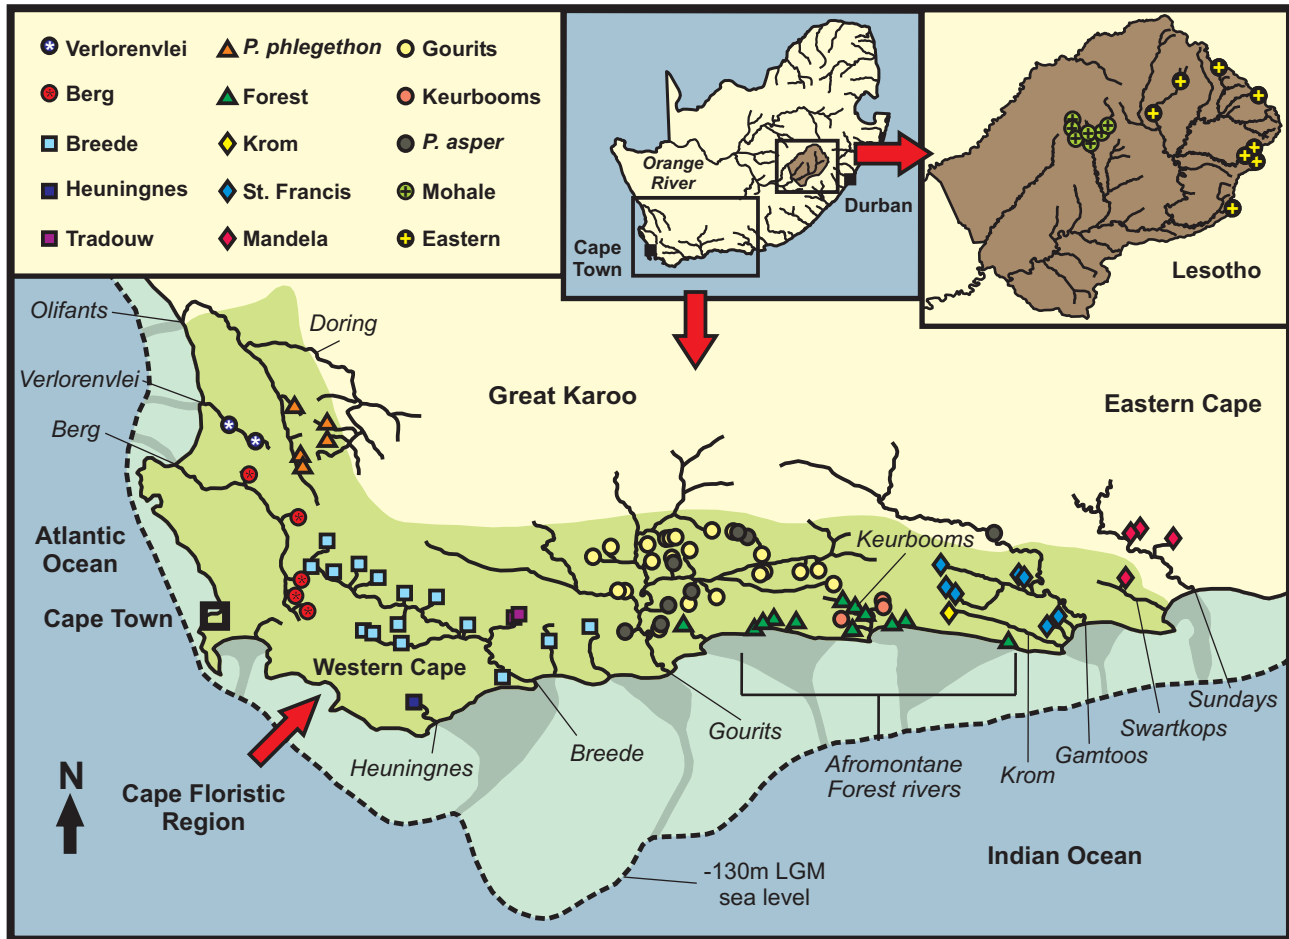 Verlorenvlei
P. phlegethon
Gourits
Berg
Forest
Keurbooms
Breede
Krom
P. asper
Heuningnes
St. Francis
Mohale
Tradouw
Mandela
Eastern
Orange
River
Durban
Cape
Town
Lesotho
Olifants
Doring
Verlorenvlei
Great Karoo
Eastern Cape
Berg
Atlantic
Ocean
Keurbooms
Cape Town
Western Cape
Sundays
Swartkops
Gourits
Gamtoos
Breede
Heuningnes
Afromontane
Forest rivers
Krom
N
Cape Floristic
Region
Indian Ocean
-130m LGM
sea level